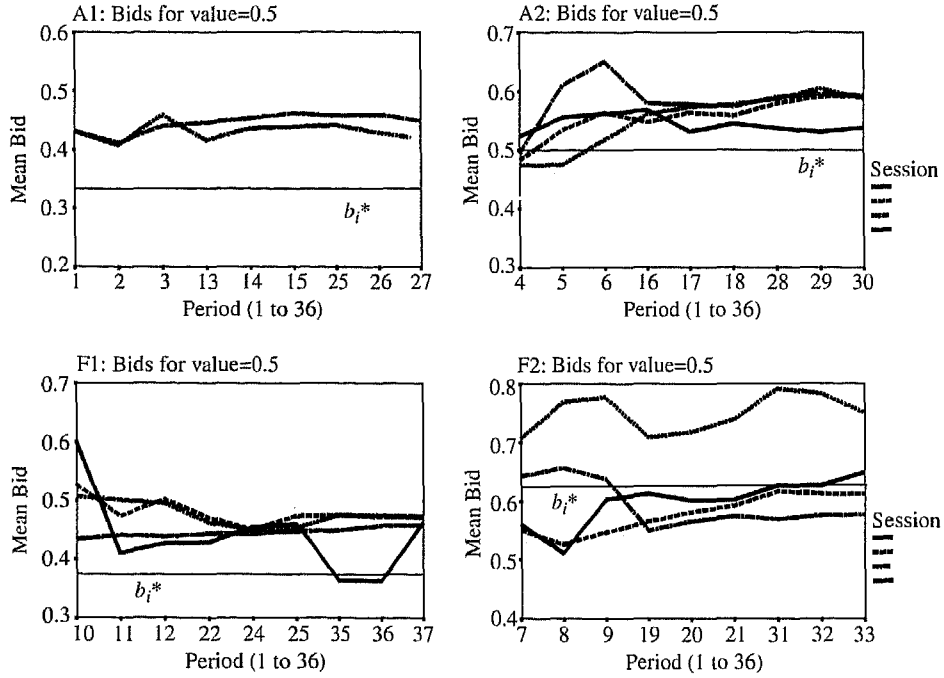 A1: Bids for value=0.5
0.6
0.5
0.4
0.3
0.2
Mean Bid
b_i*
1 2 3 13 14 15 25 26 27
Period (1 to 36)
A2: Bids for value=0.5
0.7
0.6
0.5
0.4
0.3
Mean Bid
b_i*
4 5 6 16 17 18 28 29 30
Period (1 to 36)
Session
F1: Bids for value=0.5
0.7
0.6
0.5
0.4
0.3
Mean Bid
b_i*
10 11 12 22 24 24 25 35 36 37
Period (1 to 36)
F2: Bids for value=0.5
0.8
0.7
0.6
0.5
0.4
Mean Bid
b_i*
7 8 9 19 20 21 31 32 33
Period (1 to 36)
Session